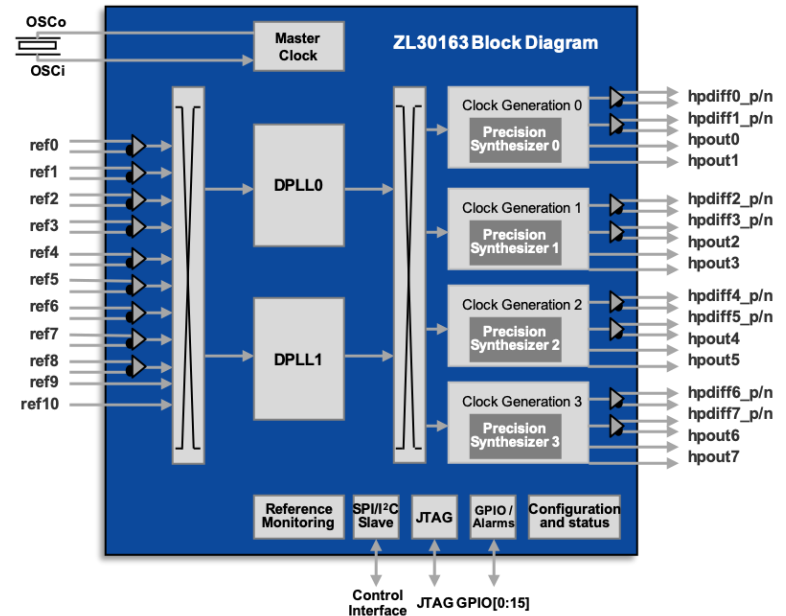 OSCo
OSCi
Master
Clock
ZL30163 Block Diagram
ref0
ref1
ref2
ref3
ref4
ref5
ref6
ref7
ref8
ref9
ref10
DPLL0
DPLL1
Clock Generation 0
Precision
Synthesizer 0
hpdiff0_p/n
hpdiff1_p/n
hpout0
hpout1
Clock Generation 1
Precision
Synthesizer 1
hpdiff2_p/n
hpdiff3_p/n
hpout2
hpout3
Clock Generation 2
Precision
Synthesizer 2
hpdiff4_p/n
hpdiff5_p/n
hpout4
hpout5
Clock Generation 3
Precision
Synthesizer 3
hpdiff6_p/n
hpdiff7_p/n
hpout6
hpout7
Reference
Monitoring
SPI/I²C
Slave
JTAG
GPIO /
Alarms
Configuration
and status
Control
Interface
JTAG GPIO[0:15]